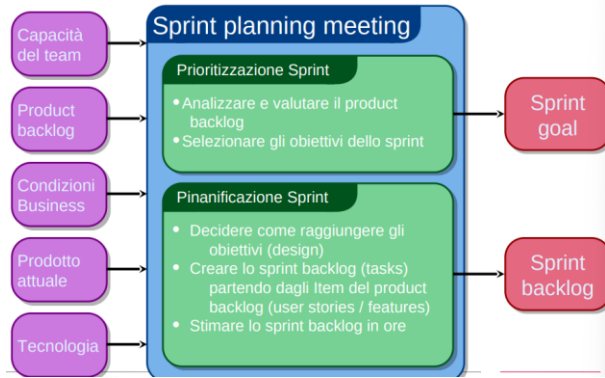 Capacità
del team
Product
backlog
Condizioni
Business
Prodotto
attuale
Tecnologia
Sprint planning meeting
Prioritizzazione Sprint
•Analizzare e valutare il product
backlog
•Selezionare gli obiettivi dello sprint
Pinanificazione Sprint
• Decidere come raggiungere gli
obiettivi (design)
• Creare lo sprint backlog (tasks)
partendo dagli Item del product
backlog (user stories / features)
• Stimare lo sprint backlog in ore
Sprint
goal
Sprint
backlog